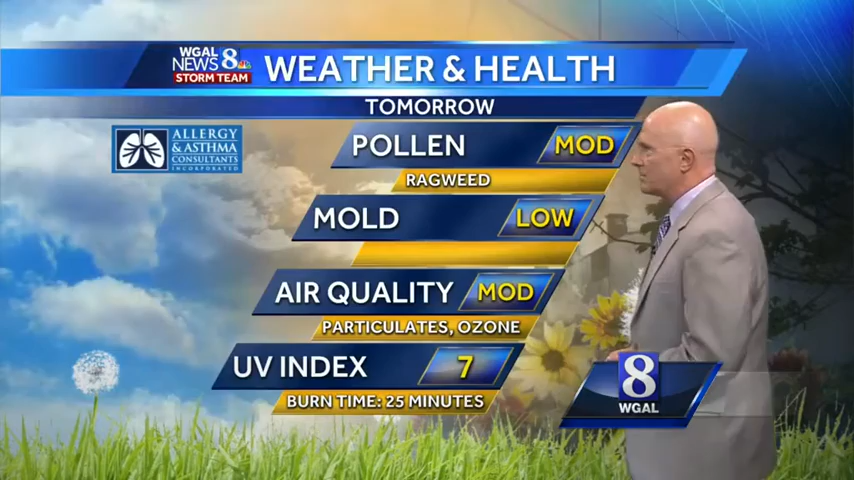 WGAL
NEWS 8
STORM TEAM
WEATHER & HEALTH
TOMORROW
ALLERGY
& ASTHMA
CONSULTANTS
INCORPORATED
POLLEN MOD
RAGWEED
MOLD LOW
AIR QUALITY MOD
PARTICULATES, OZONE
UV INDEX 7
BURN TIME: 25 MINUTES
8
WGAL